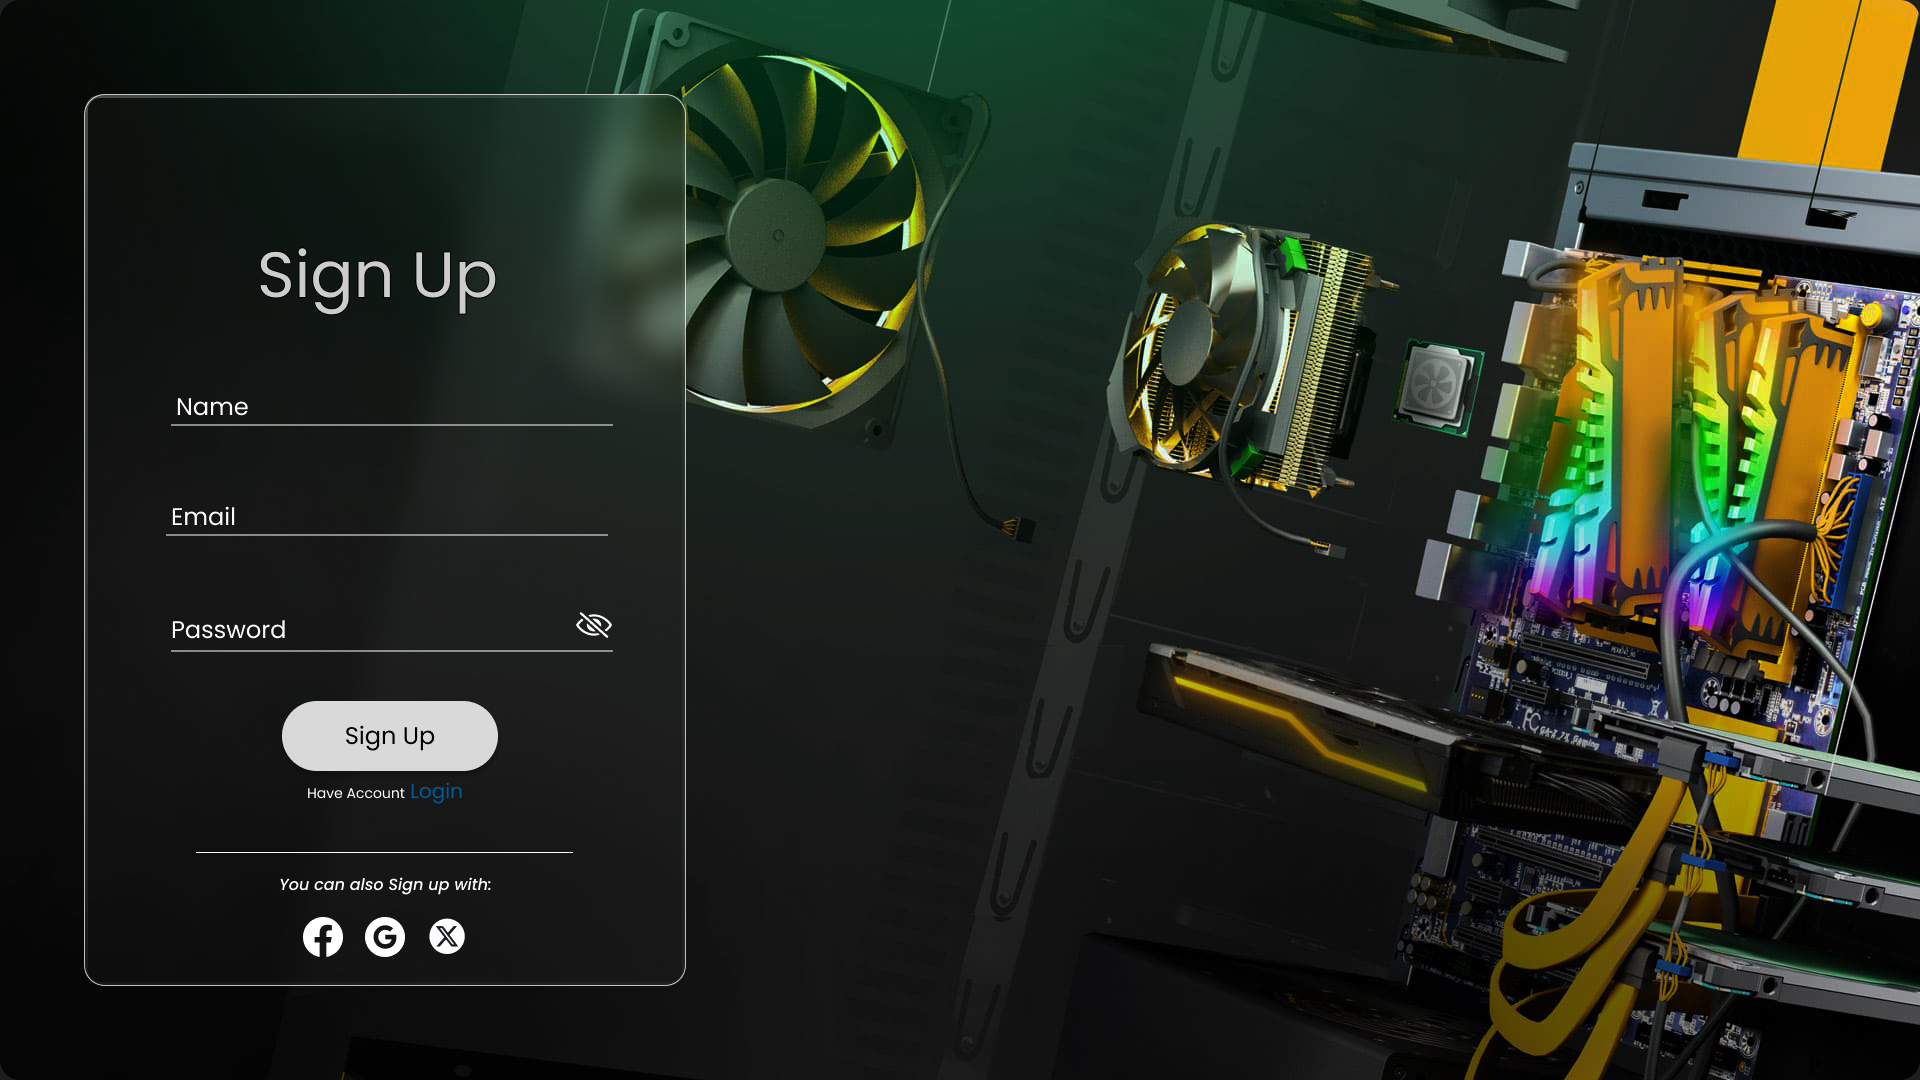 Sign Up
Name
Email
Password
Sign Up
Have Account Login
You can also Sign up with: